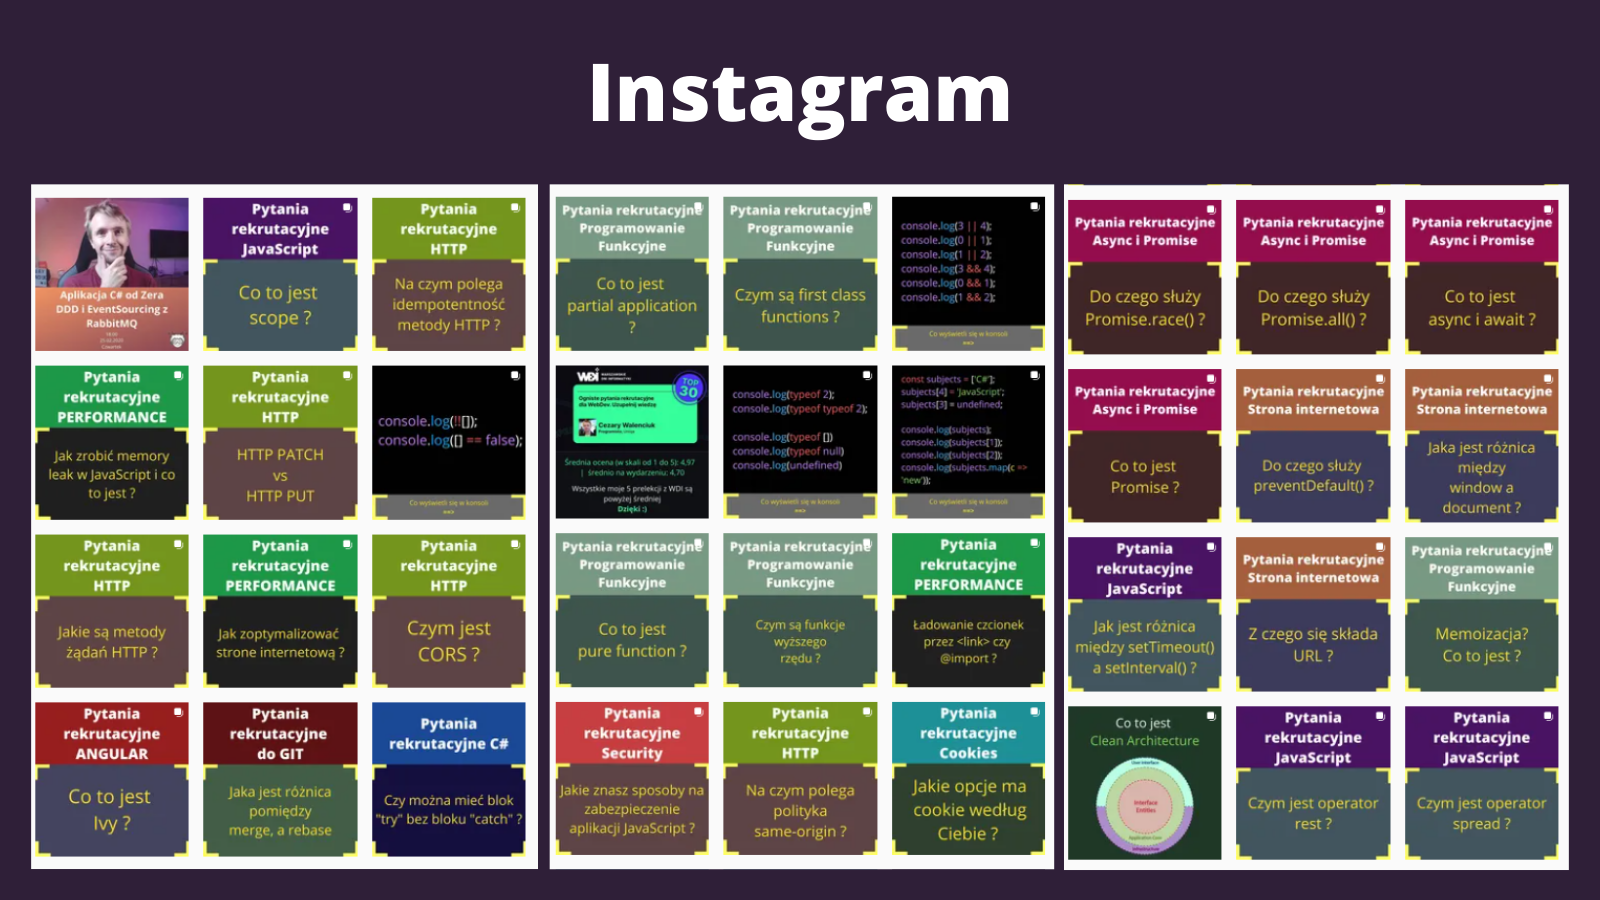 Instagram
Aplikacja C# od Zera
DDD i EventSourcing z
RabbitMQ
Pytania
rekrutacyjne
JavaScript
Co to jest
scope ?
Pytania
rekrutacyjne
HTTP
Na czym polega
idempotentność
metody HTTP ?
Pytania
rekrutacyjne
PERFORMANCE
Jak zrobić memory
leak w JavaScript i co
to jest ?
Pytania
rekrutacyjne
HTTP
HTTP PATCH
vs
HTTP PUT
console.log(!![]);
console.log([] == false);
Co wyświetli się w konsoli
==>
Pytania
rekrutacyjne
HTTP
Jakie są metody
żądań HTTP ?
Pytania
rekrutacyjne
PERFORMANCE
Jak zoptymalizować
strone internetową ?
Pytania
rekrutacyjne
HTTP
Czym jest
CORS ?
Pytania
rekrutacyjne
ANGULAR
Co to jest
Ivy ?
Pytania
rekrutacyjne
do GIT
Jaka jest różnica
pomiędzy
merge, a rebase
Pytania
rekrutacyjne C#
Czy można mieć blok
"try" bez bloku "catch" ?
Pytania rekrutacyjne
Programowanie
Funkcyjne
Co to jest
partial application
?
Pytania rekrutacyjne
Programowanie
Funkcyjne
Czym są first class
functions ?
console.log(3 || 4);
console.log(0 || 1);
console.log(1 || 2);
console.log(3 && 4);
console.log(0 && 1);
console.log(1 && 2);
Co wyświetli się w konsoli
==>
WDI
TOP
30
Ogniste pytania rekrutacyjne
dla WebDev. Uzupełnij wiedzę
Cezary Walenciuk
Średnia ocena (w skali od 1 do 5): 4,97
| średnio na wydarzeniu: 4,70
Wszystkie moje 5 prelekcji z WDI są
powyżej średniej
Dzięki :)
console.log(typeof 2);
console.log(typeof typeof 2);
console.log(typeof [])
console.log(typeof null)
console.log(undefined)
Co wyświetli się w konsoli
==>
const subjects = ['C#'];
subjects[4] = 'JavaScript';
subjects[3] = undefined;
console.log(subjects);
console.log(subjects[1]);
console.log(subjects[2]);
console.log(subjects.map(c =>
'new'));
Co wyświetli się w konsoli
==>
Pytania rekrutacyjne
Programowanie
Funkcyjne
Co to jest
pure function ?
Pytania rekrutacyjne
Programowanie
Funkcyjne
Czym są funkcje
wyższego
rzędu ?
Pytania
rekrutacyjne
PERFORMANCE
Ładowanie czcionek
przez <link> czy
@import ?
Pytania
rekrutacyjne
Security
Jakie znasz sposoby na
zabezpieczenie
aplikacji JavaScript ?
Pytania
rekrutacyjne
HTTP
Na czym polega
polityka
same-origin ?
Pytania
rekrutacyjne
Cookies
Jakie opcje ma
cookie według
Ciebie ?
Pytania rekrutacyjne
Async i Promise
Do czego służy
Promise.race() ?
Pytania rekrutacyjne
Async i Promise
Do czego służy
Promise.all() ?
Pytania rekrutacyjne
Async i Promise
Co to jest
async i await ?
Pytania rekrutacyjne
Async i Promise
Co to jest
Promise ?
Pytania rekrutacyjne
Strona internetowa
Do czego służy
preventDefault() ?
Pytania rekrutacyjne
Strona internetowa
Jaka jest różnica
między
window a
document ?
Pytania
rekrutacyjne
JavaScript
Jak jest różnica
między setTimeout()
a setInterval() ?
Pytania rekrutacyjne
Strona internetowa
Z czego się składa
URL ?
Pytania rekrutacyjne
Programowanie
Funkcyjne
Memoizacja?
Co to jest ?
Co to jest
Clean Architecture
User Interface
Interface
Entities
Application Core
Infrastructure
Pytania
rekrutacyjne
JavaScript
Czym jest operator
rest ?
Pytania
rekrutacyjne
JavaScript
Czym jest operator
spread ?